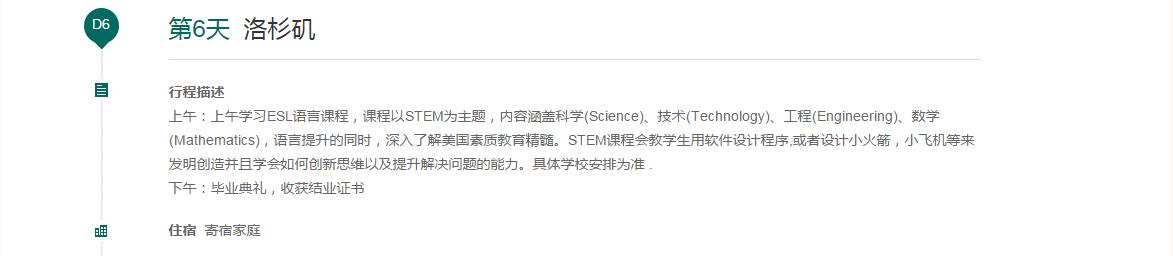 D6
第6天 洛杉矶
行程描述
上午：上午学习ESL语言课程，课程以STEM为主题，内容涵盖科学(Science)、技术(Technology)、工程(Engineering)、数学
(Mathematics)，语言提升的同时，深入了解美国素质教育精髓。STEM课程会教学生用软件设计程序,或者设计小火箭，小飞机等来
发明创造并且学会如何创新思维以及提升解决问题的能力。具体学校安排为准 .
下午：毕业典礼，收获结业证书
住宿 寄宿家庭